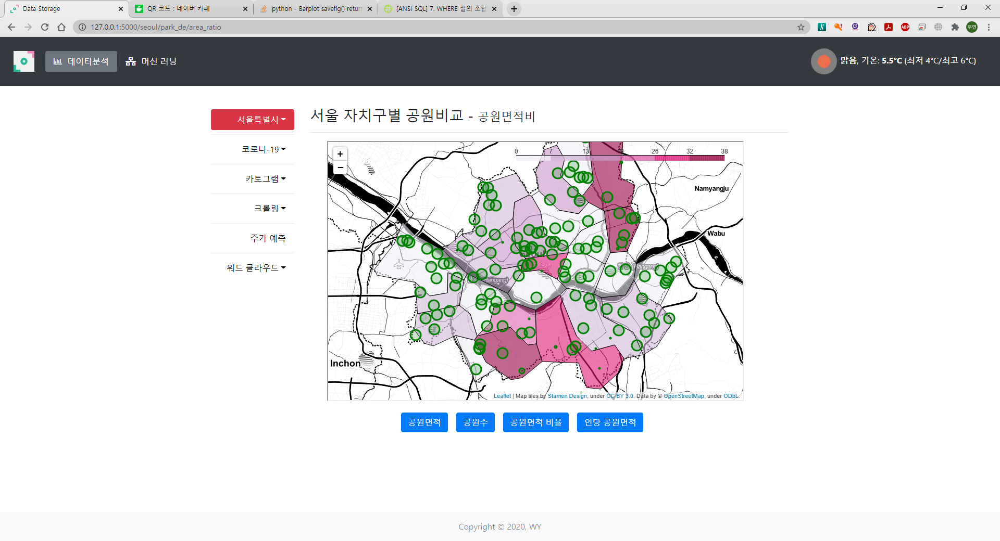 Data Storage
QR 코드 : 네이버 카페
python - Barplot savefig() return
[ANSI SQL] 7. WHERE 절의 조합
127.0.0.1:5000/seoul/park_de/area_ratio
ABP
우연
데이터분석
머신 러닝
맑음, 기온: 5.5℃ (최저 4℃/최고 6℃)
서울특별시
코로나-19
카토그램
크롤링
주가 예측
워드 클라우드
서울 자치구별 공원비교 - 공원면적비
+
−
0 7 13 19 26 32 38
Namyangju
Wabu
Seoul
(Hangang)
(Hangang)
Inchon
Leaflet | Map tiles by Stamen Design, under CC BY 3.0. Data by © OpenStreetMap, under ODbL.
공원면적
공원수
공원면적 비율
인당 공원면적
Copyright © 2020, WY